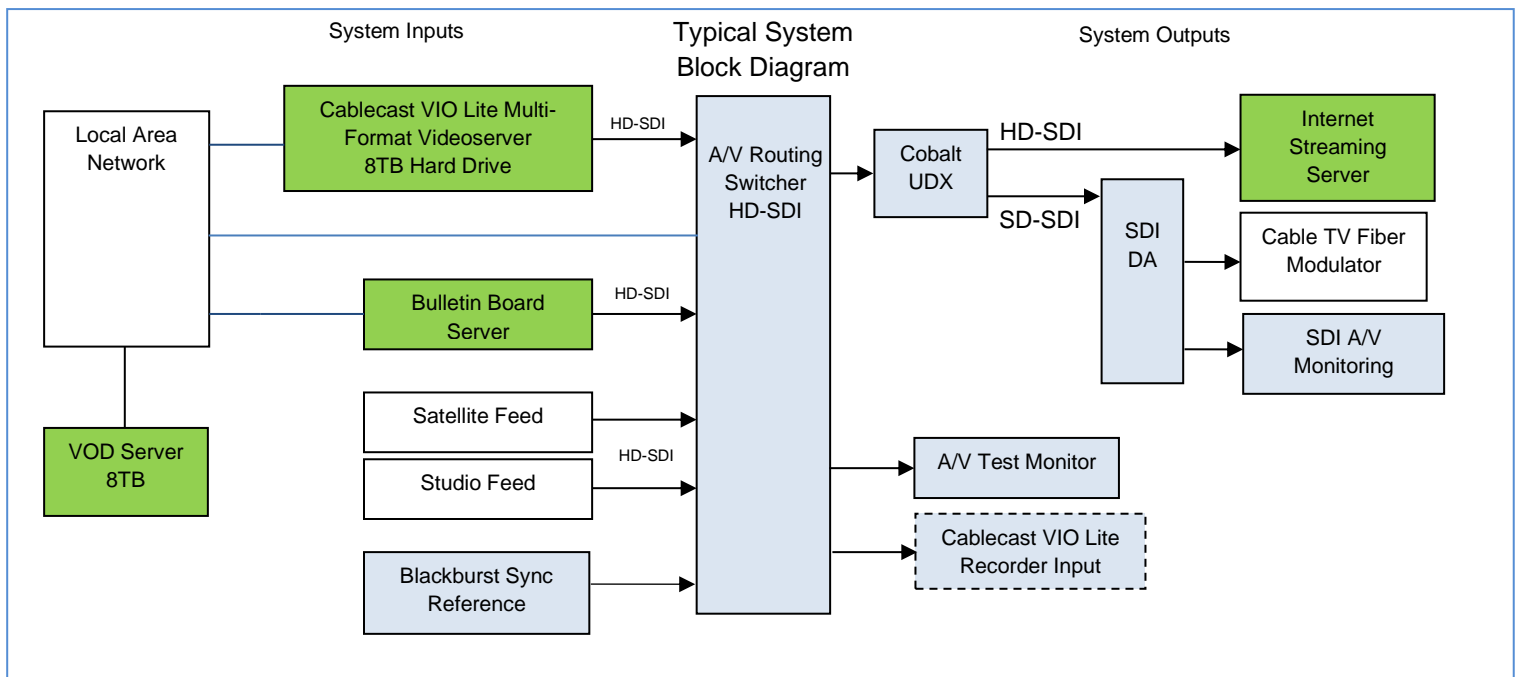 System Inputs
Typical System
Block Diagram
System Outputs
Local Area
Network
Cablecast VIO Lite Multi-
Format Videoserver
8TB Hard Drive
HD-SDI
A/V Routing
Switcher
HD-SDI
Cobalt
UDX
HD-SDI
SD-SDI
Internet
Streaming
Server
SDI
DA
Cable TV Fiber
Modulator
SDI A/V
Monitoring
Bulletin Board
Server
HD-SDI
Satellite Feed
HD-SDI
Studio Feed
VOD Server
8TB
A/V Test Monitor
Cablecast VIO Lite
Recorder Input
Blackburst Sync
Reference